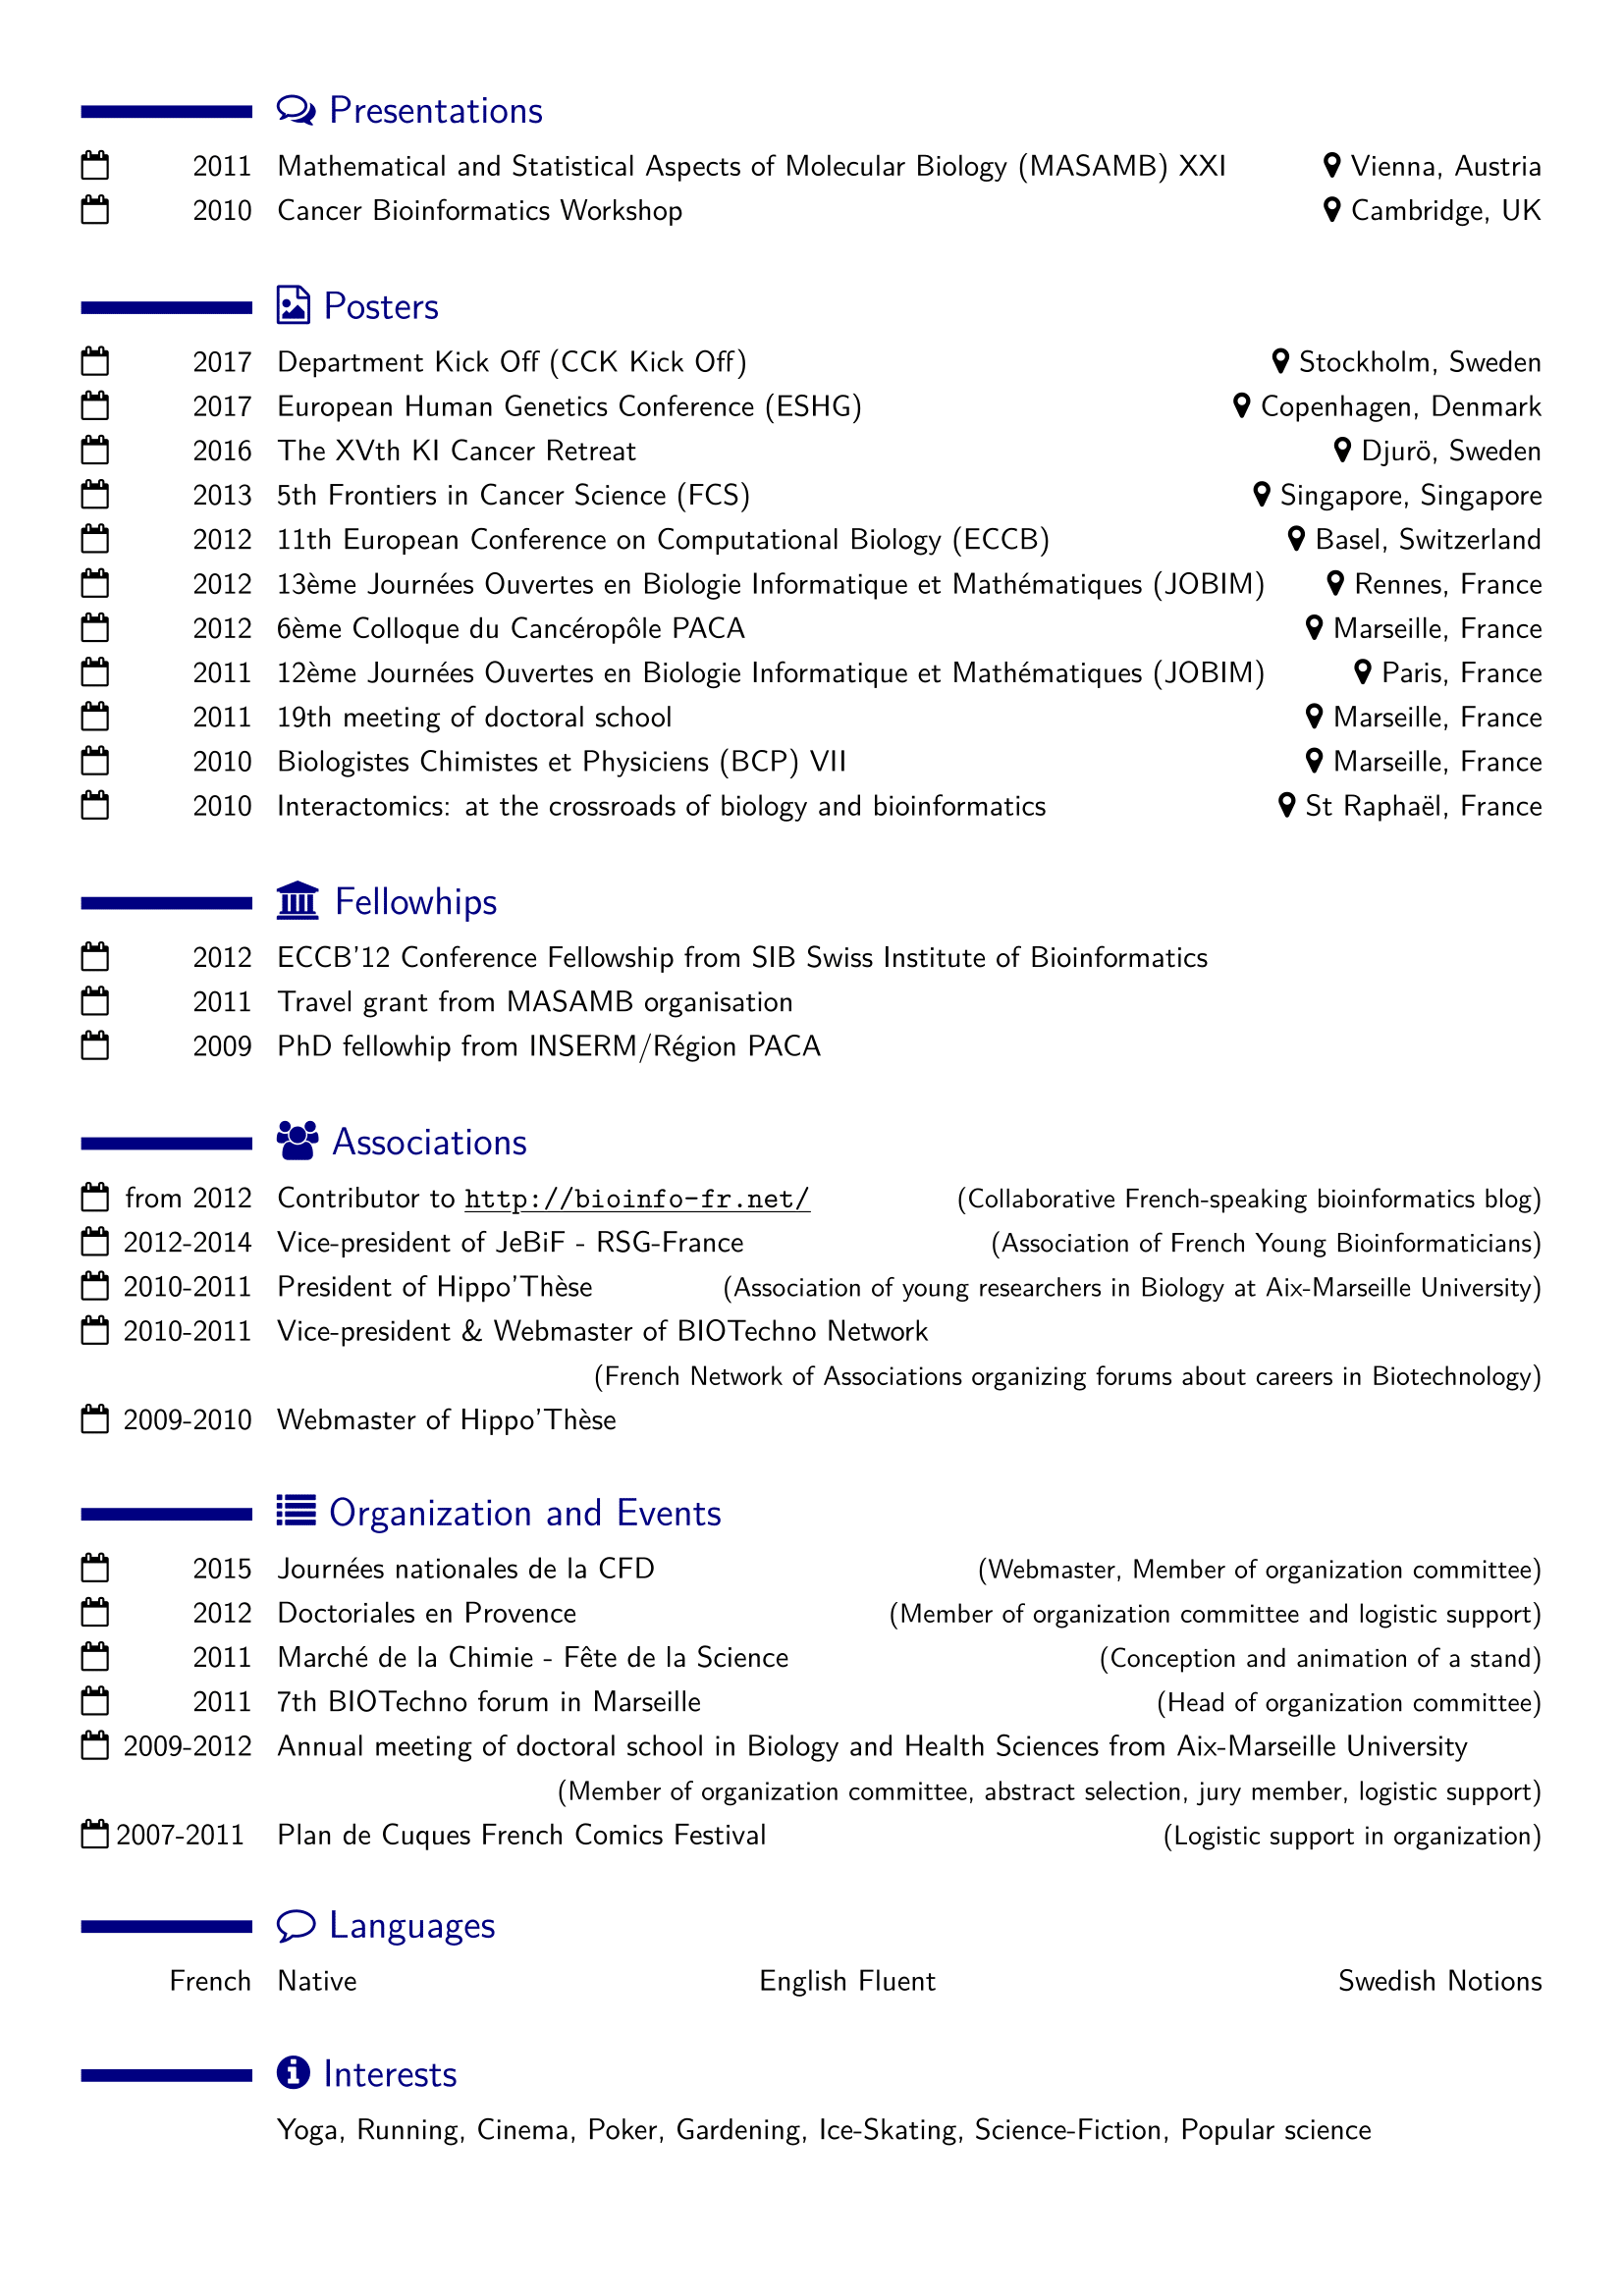 Presentations
2011 Mathematical and Statistical Aspects of Molecular Biology (MASAMB) XXI Vienna, Austria
2010 Cancer Bioinformatics Workshop Cambridge, UK
Posters
2017 Department Kick Off (CCK Kick Off) Stockholm, Sweden
2017 European Human Genetics Conference (ESHG) Copenhagen, Denmark
2016 The XVth KI Cancer Retreat Djurö, Sweden
2013 5th Frontiers in Cancer Science (FCS) Singapore, Singapore
2012 11th European Conference on Computational Biology (ECCB) Basel, Switzerland
2012 13ème Journées Ouvertes en Biologie Informatique et Mathématiques (JOBIM) Rennes, France
2012 6ème Colloque du Cancéropôle PACA Marseille, France
2011 12ème Journées Ouvertes en Biologie Informatique et Mathématiques (JOBIM) Paris, France
2011 19th meeting of doctoral school Marseille, France
2010 Biologistes Chimistes et Physiciens (BCP) VII Marseille, France
2010 Interactomics: at the crossroads of biology and bioinformatics St Raphaël, France
Fellowhips
2012 ECCB'12 Conference Fellowship from SIB Swiss Institute of Bioinformatics
2011 Travel grant from MASAMB organisation
2009 PhD fellowhip from INSERM/Région PACA
Associations
from 2012 Contributor to http://bioinfo-fr.net/ (Collaborative French-speaking bioinformatics blog)
2012-2014 Vice-president of JeBiF - RSG-France (Association of French Young Bioinformaticians)
2010-2011 President of Hippo'Thèse (Association of young researchers in Biology at Aix-Marseille University)
2010-2011 Vice-president & Webmaster of BIOTechno Network
(French Network of Associations organizing forums about careers in Biotechnology)
2009-2010 Webmaster of Hippo'Thèse
Organization and Events
2015 Journées nationales de la CFD (Webmaster, Member of organization committee)
2012 Doctoriales en Provence (Member of organization committee and logistic support)
2011 Marché de la Chimie - Fête de la Science (Conception and animation of a stand)
2011 7th BIOTechno forum in Marseille (Head of organization committee)
2009-2012 Annual meeting of doctoral school in Biology and Health Sciences from Aix-Marseille University
(Member of organization committee, abstract selection, jury member, logistic support)
2007-2011 Plan de Cuques French Comics Festival (Logistic support in organization)
Languages
French Native English Fluent Swedish Notions
Interests
Yoga, Running, Cinema, Poker, Gardening, Ice-Skating, Science-Fiction, Popular science